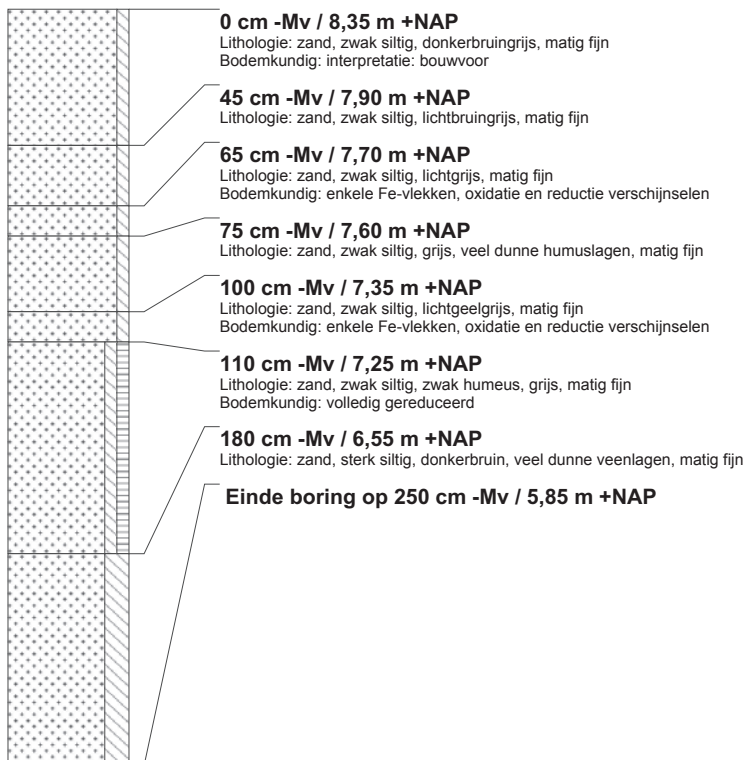 0 cm -Mv / 8,35 m +NAP
Lithologie: zand, zwak siltig, donkerbruingrijs, matig fijn
Bodemkundig: interpretatie: bouwvoor
45 cm -Mv / 7,90 m +NAP
Lithologie: zand, zwak siltig, lichtbruingrijs, matig fijn
65 cm -Mv / 7,70 m +NAP
Lithologie: zand, zwak siltig, lichtgrijs, matig fijn
Bodemkundig: enkele Fe-vlekken, oxidatie en reductie verschijnselen
75 cm -Mv / 7,60 m +NAP
Lithologie: zand, zwak siltig, grijs, veel dunne humuslagen, matig fijn
100 cm -Mv / 7,35 m +NAP
Lithologie: zand, zwak siltig, lichtgeelgrijs, matig fijn
Bodemkundig: enkele Fe-vlekken, oxidatie en reductie verschijnselen
110 cm -Mv / 7,25 m +NAP
Lithologie: zand, zwak siltig, zwak humeus, grijs, matig fijn
Bodemkundig: volledig gereduceerd
180 cm -Mv / 6,55 m +NAP
Lithologie: zand, sterk siltig, donkerbruin, veel dunne veenlagen, matig fijn
Einde boring op 250 cm -Mv / 5,85 m +NAP